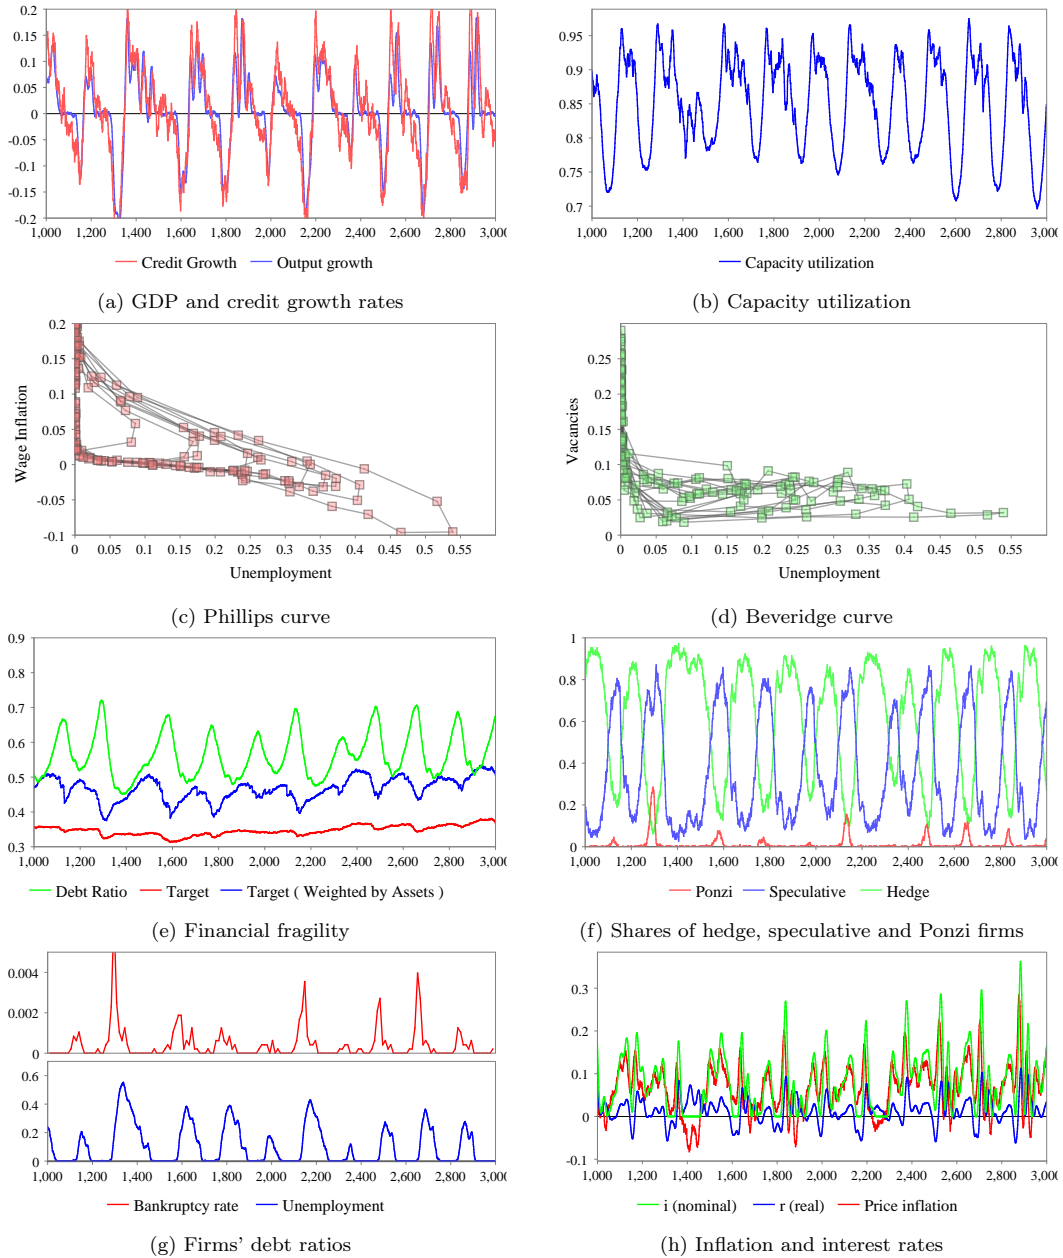 0.2
0.15
0.1
0.05
0
-0.05
-0.1
-0.15
-0.2
1,000 1,200 1,400 1,600 1,800 2,000 2,200 2,400 2,600 2,800 3,000
Credit Growth Output growth
(a) GDP and credit growth rates
0.95
0.9
0.85
0.8
0.75
0.7
1,000 1,200 1,400 1,600 1,800 2,000 2,200 2,400 2,600 2,800 3,000
Capacity utilization
(b) Capacity utilization
0.2
0.15
0.1
0.05
0
-0.05
-0.1
Wage Inflation
0 0.05 0.1 0.15 0.2 0.25 0.3 0.35 0.4 0.45 0.5 0.55
Unemployment
(c) Phillips curve
0.25
0.20
0.15
0.10
0.05
0.00
Vacancies
0 0.05 0.1 0.15 0.2 0.25 0.3 0.35 0.4 0.45 0.5 0.55
Unemployment
(d) Beveridge curve
0.9
0.8
0.7
0.6
0.5
0.4
0.3
1,000 1,200 1,400 1,600 1,800 2,000 2,200 2,400 2,600 2,800 3,000
Debt Ratio Target Target ( Weighted by Assets )
(e) Financial fragility
1
0.8
0.6
0.4
0.2
0
1,000 1,200 1,400 1,600 1,800 2,000 2,200 2,400 2,600 2,800 3,000
Ponzi Speculative Hedge
(f) Shares of hedge, speculative and Ponzi firms
0.004
0.002
0
0.6
0.4
0.2
0
1,000 1,200 1,400 1,600 1,800 2,000 2,200 2,400 2,600 2,800 3,000
Bankruptcy rate Unemployment
(g) Firms' debt ratios
0.3
0.2
0.1
0
-0.1
1,000 1,200 1,400 1,600 1,800 2,000 2,200 2,400 2,600 2,800 3,000
i (nominal) r (real) Price inflation
(h) Inflation and interest rates